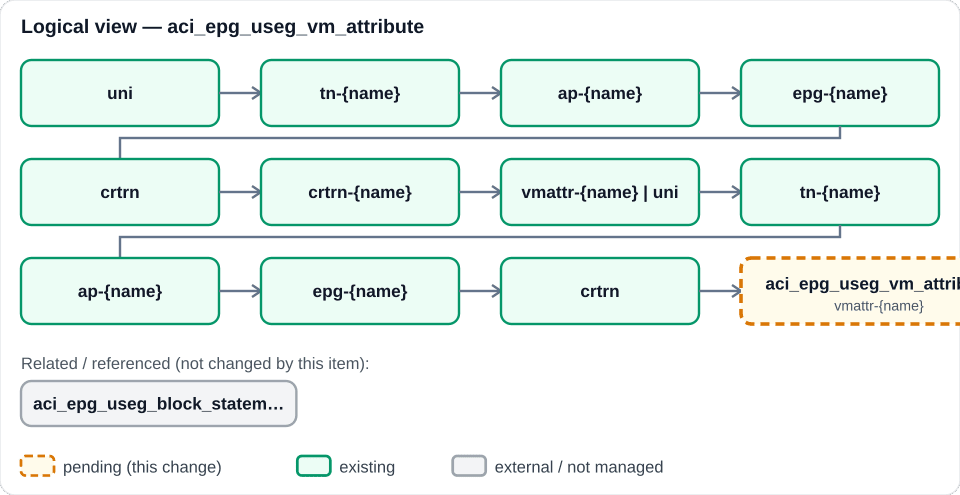 Logical view — aci_epg_useg_vm_attribute
uni
tn-{name}
ap-{name}
epg-{name}
crtrn
crtrn-{name}
vmattr-{name} | uni
tn-{name}
ap-{name}
epg-{name}
crtrn
aci_epg_useg_vm_attrib
vmattr-{name}
Related / referenced (not changed by this item):
aci_epg_useg_block_statem…
pending (this change)
existing
external / not managed